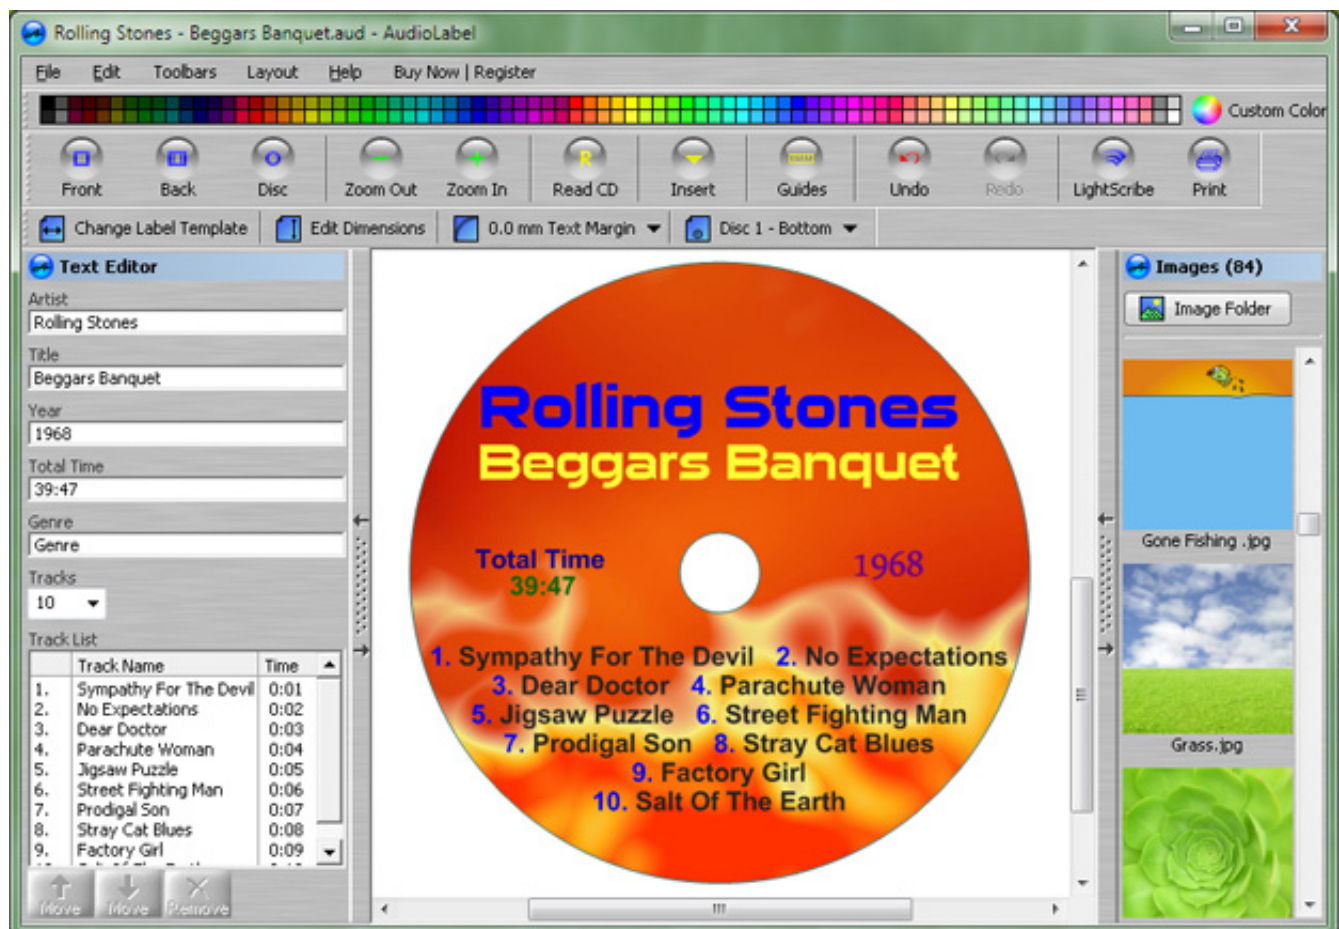 Rolling Stones - Beggars Banquet.aud - AudioLabel
File Edit Toolbars Layout Help Buy Now | Register
Custom Color
Front Back Disc Zoom Out Zoom In Read CD Insert Guides Undo Redo LightScribe Print
Change Label Template Edit Dimensions 0.0 mm Text Margin Disc 1 - Bottom
Text Editor
Artist
Rolling Stones
Title
Beggars Banquet
Year
1968
Total Time
39:47
Genre
Genre
Tracks
10
Track List
Track Name Time
1. Sympathy For The Devil 0:01
2. No Expectations 0:02
3. Dear Doctor 0:03
4. Parachute Woman 0:04
5. Jigsaw Puzzle 0:05
6. Street Fighting Man 0:06
7. Prodigal Son 0:07
8. Stray Cat Blues 0:08
9. Factory Girl 0:09
Move Move Remove
Rolling Stones
Beggars Banquet
Total Time
39:47
1968
1. Sympathy For The Devil 2. No Expectations
3. Dear Doctor 4. Parachute Woman
5. Jigsaw Puzzle 6. Street Fighting Man
7. Prodigal Son 8. Stray Cat Blues
9. Factory Girl
10. Salt Of The Earth
Images (84)
Image Folder
Gone Fishing .jpg
Grass.jpg